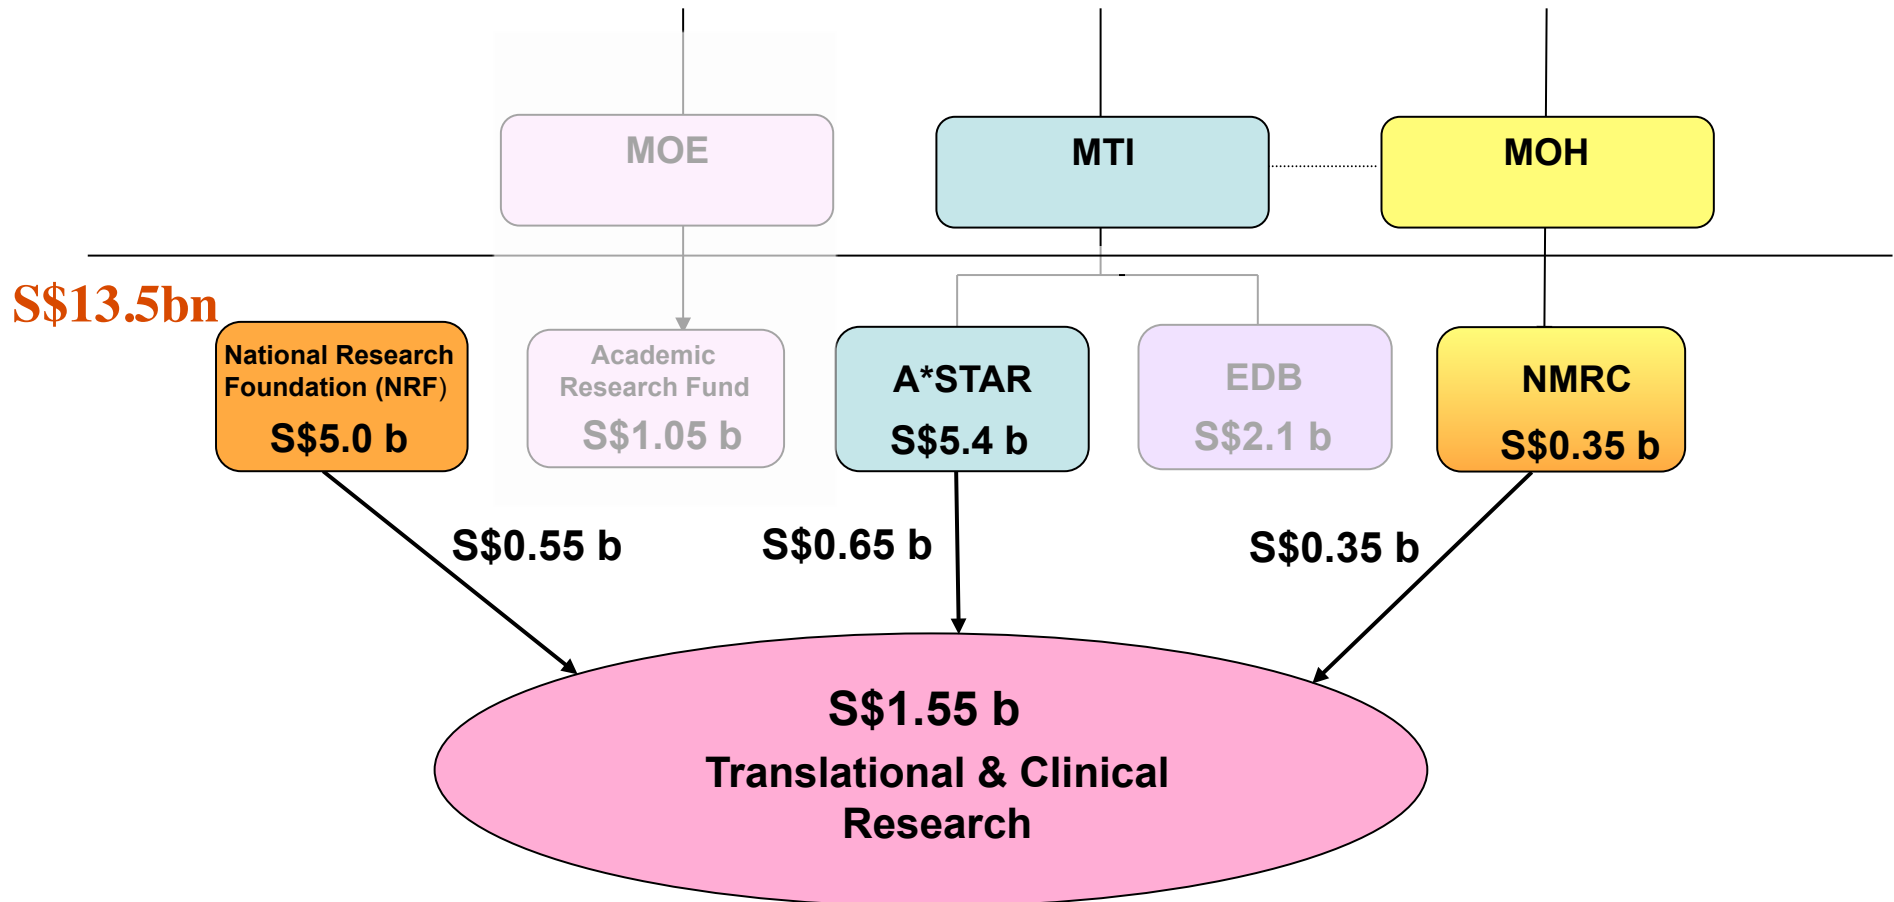 MOE
MTI
MOH
S$13.5bn
National Research
Foundation (NRF)
S$5.0 b
Academic
Research Fund
S$1.05 b
A*STAR
S$5.4 b
EDB
S$2.1 b
NMRC
S$0.35 b
S$0.55 b
S$0.65 b
S$0.35 b
S$1.55 b
Translational & Clinical
Research